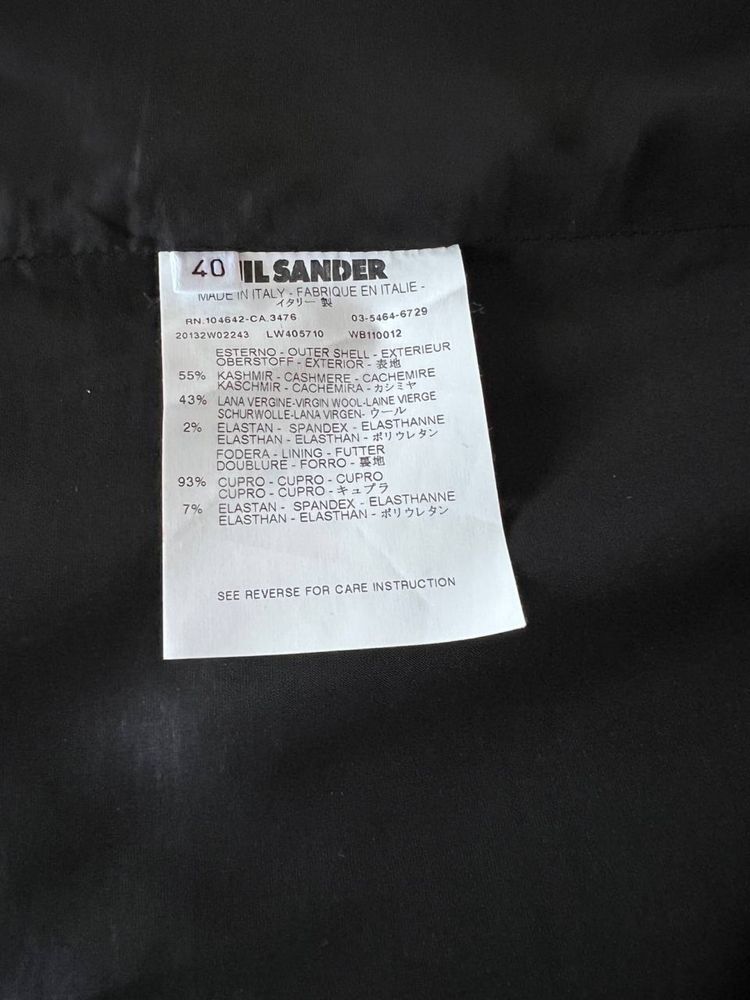 40
IL SANDER
MADE IN ITALY - FABRIQUE EN ITALIE -
イタリー 製
RN.104642-CA.3476 03-5464-6729
20132W02243 LW405710 WB110012
ESTERNO - OUTER SHELL - EXTERIEUR
OBERSTOFF - EXTERIOR - 表地
55% KASHMIR - CASHMERE - CACHEMIRE
KASCHMIR - CACHEMIRA - カシミヤ
43% LANA VERGINE-VIRGIN WOOL-LAINE VIERGE
SCHURWOLLE-LANA VIRGEN- ウール
2% ELASTAN - SPANDEX - ELASTHANNE
ELASTHAN - ELASTHAN - ポリウレタン
FODERA - LINING - FUTTER
DOUBLURE - FORRO - 裏地
93% CUPRO - CUPRO - CUPRO
CUPRO - CUPRO - キュプラ
7% ELASTAN - SPANDEX - ELASTHANNE
ELASTHAN - ELASTHAN - ポリウレタン
SEE REVERSE FOR CARE INSTRUCTION